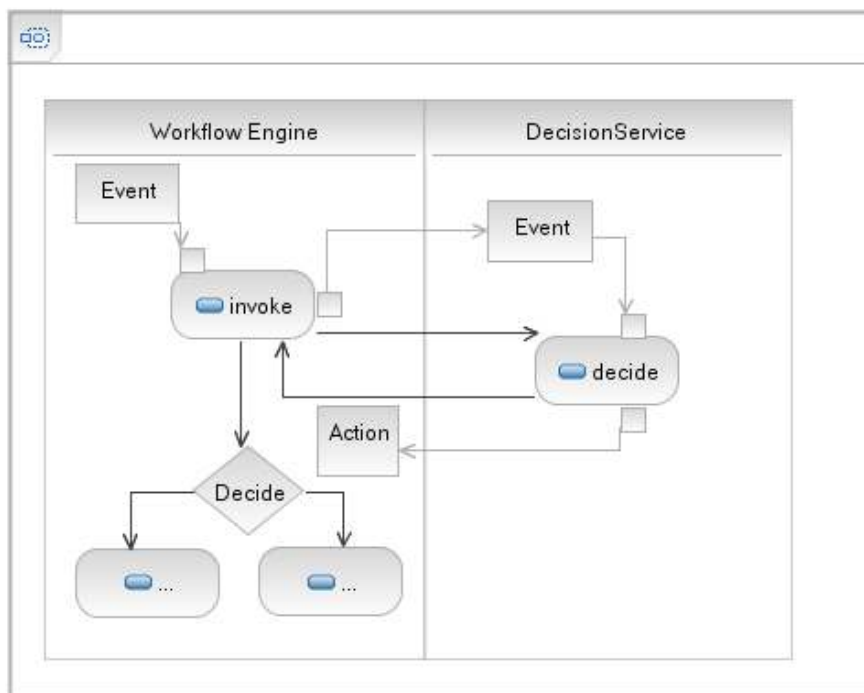 Workflow Engine
DecisionService
Event
Event
invoke
decide
Action
Decide
...
...